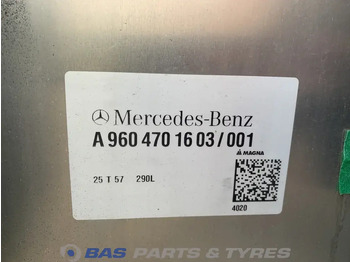 Mercedes-Benz
A 960 470 16 03 / 001
MAGNA
25 T 57 290L
4020
BAS PARTS & TYRES